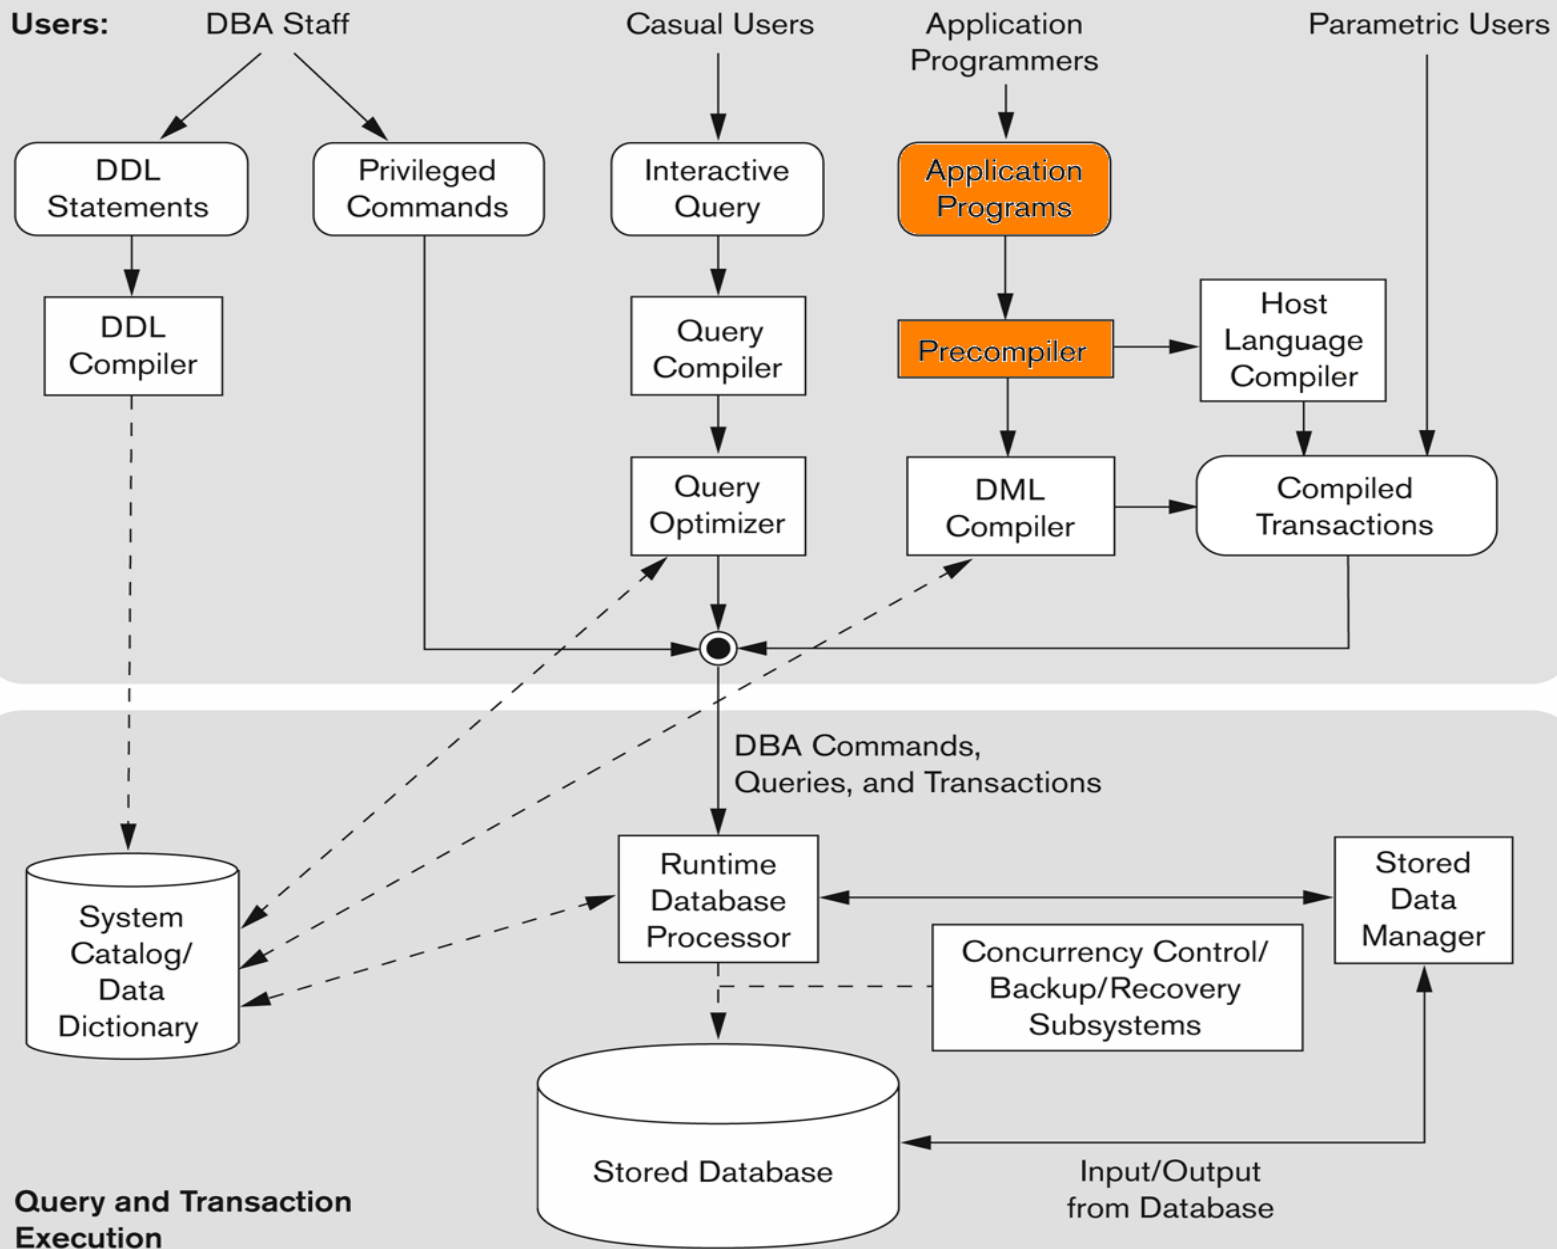 Users:
DBA Staff
Casual Users
Application
Programmers
Parametric Users
DDL
Statements
Privileged
Commands
Interactive
Query
Application
Programs
DDL
Compiler
Query
Compiler
Precompiler
Host
Language
Compiler
Query
Optimizer
DML
Compiler
Compiled
Transactions
DBA Commands,
Queries, and Transactions
System
Catalog/
Data
Dictionary
Runtime
Database
Processor
Stored
Data
Manager
Concurrency Control/
Backup/Recovery
Subsystems
Stored Database
Input/Output
from Database
Query and Transaction
Execution